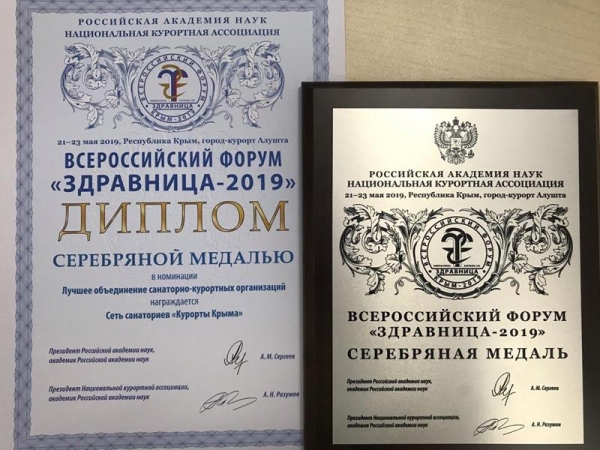 РОССИЙСКАЯ АКАДЕМИЯ НАУК
НАЦИОНАЛЬНАЯ КУРОРТНАЯ АССОЦИАЦИЯ
ВСЕРОССИЙСКИЙ ФОРУМ
ЗДРАВНИЦА
21–23 мая 2019, Республика Крым, город-курорт Алушта
ВСЕРОССИЙСКИЙ ФОРУМ
«ЗДРАВНИЦА-2019»
ДИПЛОМ
СЕРЕБРЯНОЙ МЕДАЛЬЮ
в номинации
Лучшее объединение санаторно-курортных организаций
награждается
Сеть санаториев «Курорты Крыма»
Президент Российской академии наук,
академик Российской академии наук
А. М. Сергеев
Президент Национальной курортной ассоциации,
академик Российской академии наук
А. Н. Разумов
РОССИЙСКАЯ АКАДЕМИЯ НАУК
НАЦИОНАЛЬНАЯ КУРОРТНАЯ АССОЦИАЦИЯ
21–23 мая 2019, Республика Крым, город-курорт Алушта
ВСЕРОССИЙСКИЙ ФОРУМ
ЗДРАВНИЦА
ВСЕРОССИЙСКИЙ ФОРУМ
«ЗДРАВНИЦА-2019»
СЕРЕБРЯНАЯ МЕДАЛЬ
Президент Российской академии наук,
академик Российской академии наук
А. М. Сергеев
Президент Национальной курортной ассоциации,
академик Российской академии наук
А. Н. Разумов